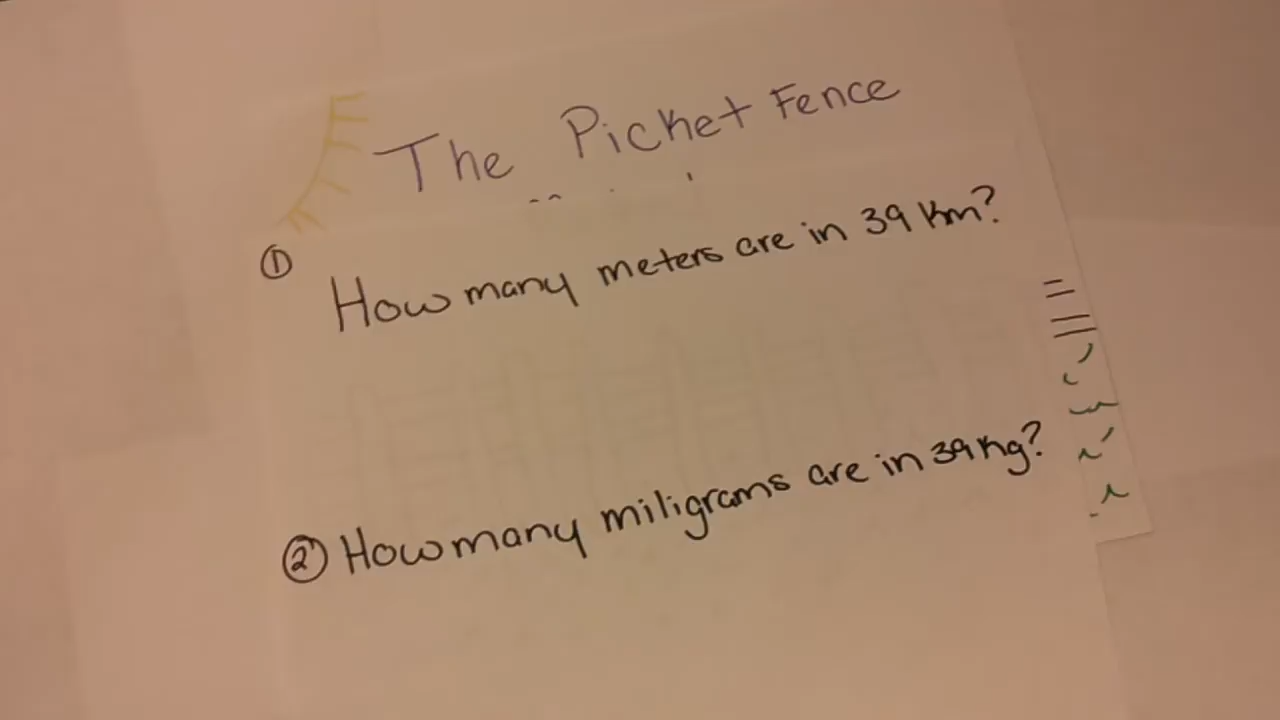 The Picket Fence
① How many meters are in 39 Km?
② How many miligrams are in 39 Kg?